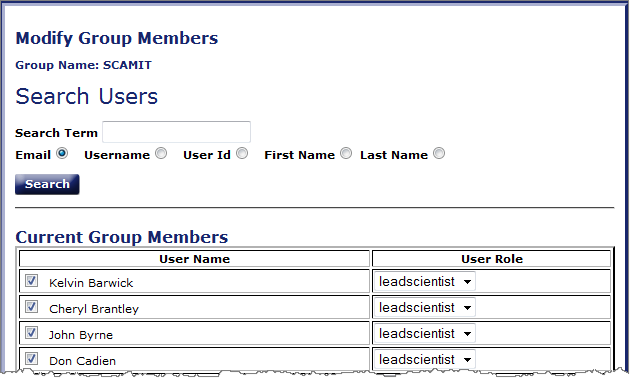 Modify Group Members
Group Name: SCAMIT
Search Users
Search Term
Email Username User Id First Name Last Name
Search
Current Group Members
User Name User Role
Kelvin Barwick leadscientist
Cheryl Brantley leadscientist
John Byrne leadscientist
Don Cadien leadscientist